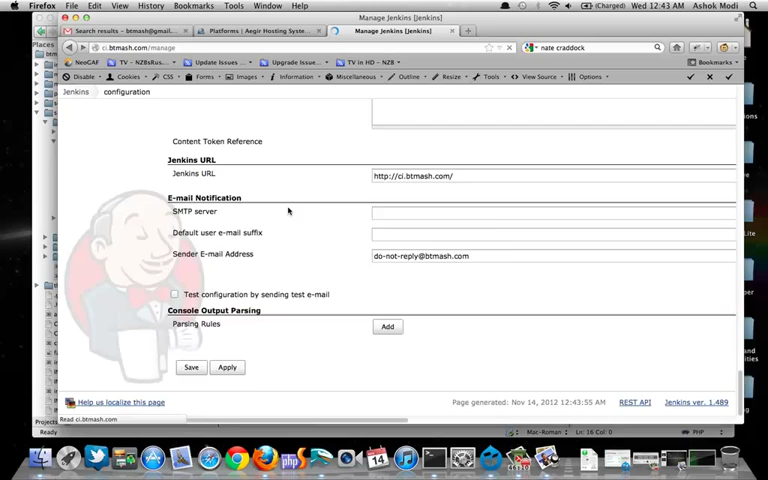 Firefox File Edit View History Bookmarks Tools Window Help (Charged) Wed 12:43 AM Ashok Modi
Manage Jenkins [Jenkins]
Search results - btmash@gmail... Platforms | Aegir Hosting Syste... Manage Jenkins [Jenkins]
ci.btmash.com/manage nate craddock
NeoGAF TV - NZBsRus... Update Issues ... Upgrade Issue... TV in HD - NZB Bookmarks
Disable Cookies CSS Forms Images Information Miscellaneous Outline Resize Tools View Source Options
Jenkins configuration
Content Token Reference
Jenkins URL
Jenkins URL http://ci.btmash.com/
E-mail Notification
SMTP server
Default user e-mail suffix
Sender E-Mail Address do-not-reply@btmash.com
Test configuration by sending test e-mail
Console Output Parsing
Parsing Rules Add
Save Apply
Help us localize this page Page generated: Nov 14, 2012 12:43:55 AM REST API Jenkins ver. 1.489
Read ci.btmash.com
Projects Mac-Roman Ln: 16 Col: 0 PHP